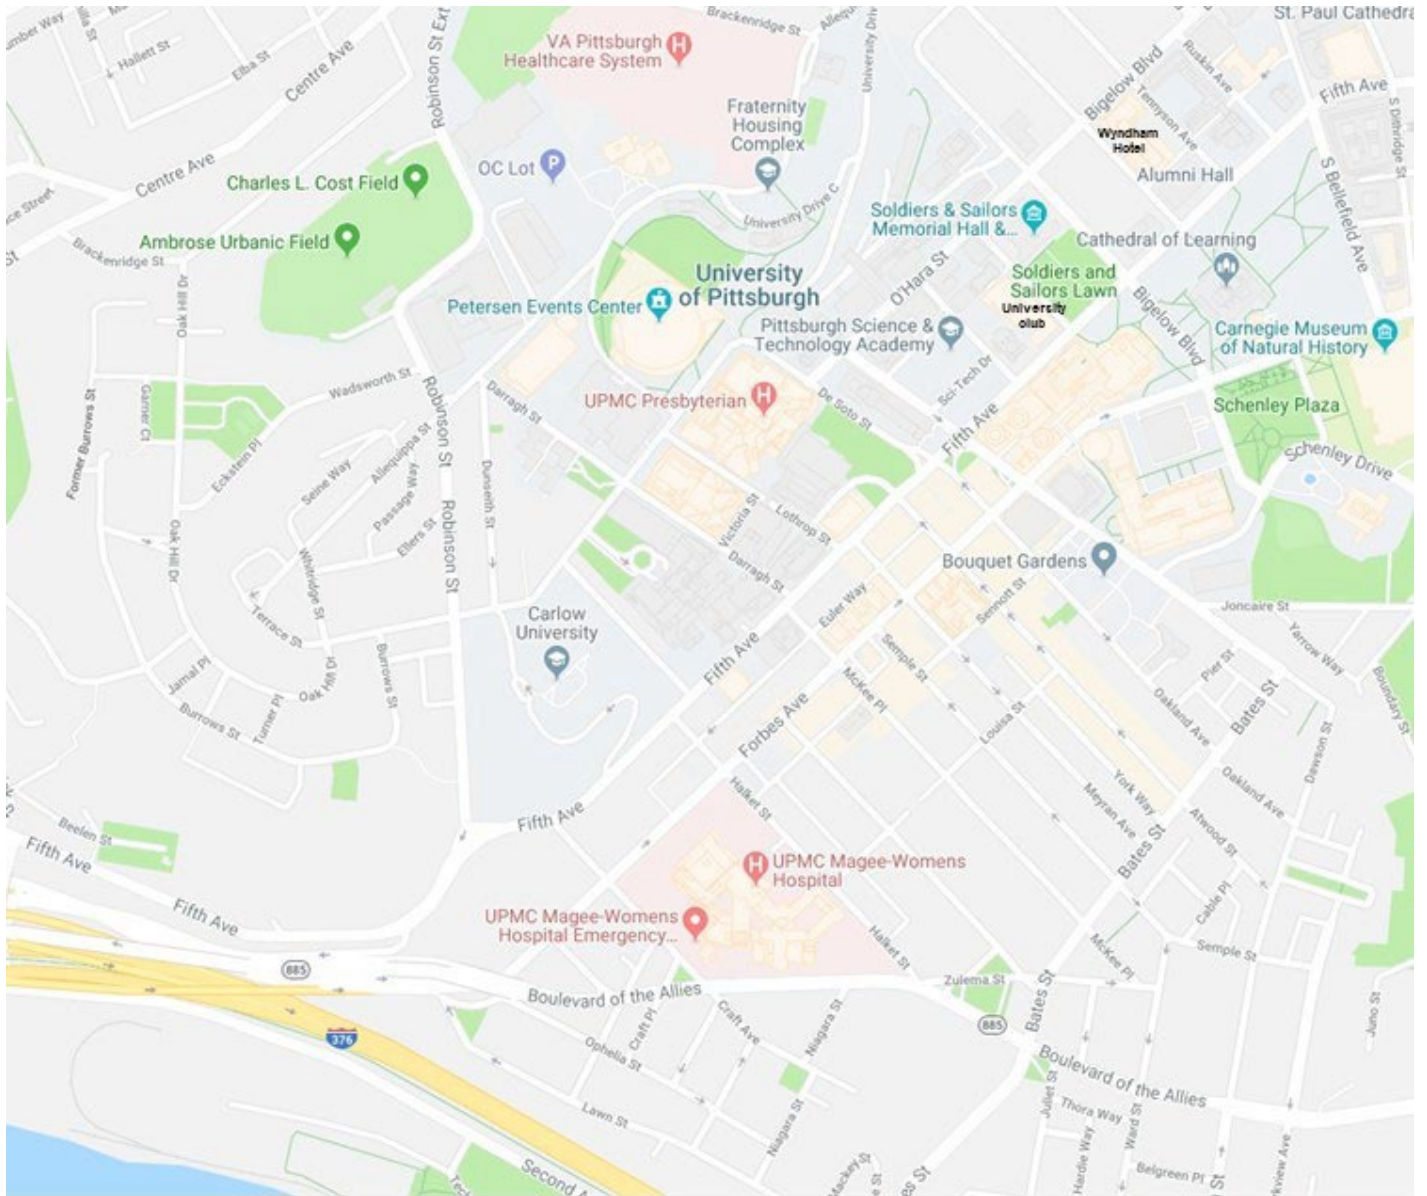 Hallett St
Elba St
Centre Ave
Robinson St Ext
VA Pittsburgh
Healthcare System
Brackenridge St
University Driv
St. Paul Cathedra
Bigelow Blvd
Ruskin Ave
Tennyson Ave
Fifth Ave
S Dithridge St
Fraternity
Housing
Complex
Wyndham
Hotel
Alumni Hall
S Bellefield Ave
Centre Ave
Charles L. Cost Field
OC Lot
P
University Drive C
Soldiers & Sailors
Memorial Hall &...
Cathedral of Learning
Ambrose Urbanic Field
Brackenridge St
Oak Hill Dr
University
of Pittsburgh
O'Hara St
Soldiers and
Sailors Lawn
University
club
Bigelow Blvd
Petersen Events Center
Pittsburgh Science &
Technology Academy
Carnegie Museum
of Natural History
Sci-Tech Dr
Wadsworth St
Robinson St
Darragh St
UPMC Presbyterian
H
De Soto St
Fifth Ave
Schenley Plaza
Former Burrows St
Garner Ct
Eckstein Pl
Seine Way
Allequippa St
Passage Way
Ellers St
Dunseith St
Robinson St
Schenley Drive
Victoria St
Lothrop St
Oak Hill Dr
Whitridge St
Darragh St
Bouquet Gardens
Euler Way
Sennott St
Joncaire St
Terrace St
Carlow
University
Yarrow Way
Fifth Ave
Semple St
McKee Pl
Pier St
Boundary St
Jamal Pl
Oak Hill Dr
Burrows St
Turner Pl
Burrows St
Louisa St
Oakland Ave
Bates St
Forbes Ave
Dawson St
Halket St
York Way
Meyran Ave
Oakland Ave
Fifth Ave
Beelen St
Fifth Ave
Atwood St
Bates St
UPMC Magee-Womens
Hospital
Cable Pl
Fifth Ave
UPMC Magee-Womens
Hospital Emergency...
Halket St
McKee Pl
Semple St
885
Zulema St
Boulevard of the Allies
Bates St
885
Craft Pl
Craft Ave
Niagara St
Juno St
376
Ophelia St
Boulevard of the Allies
Juliet St
Thora Way
Ward St
Lawn St
Niagara St
Hardie Way
Belgreen Pl
Second A
Mackey St